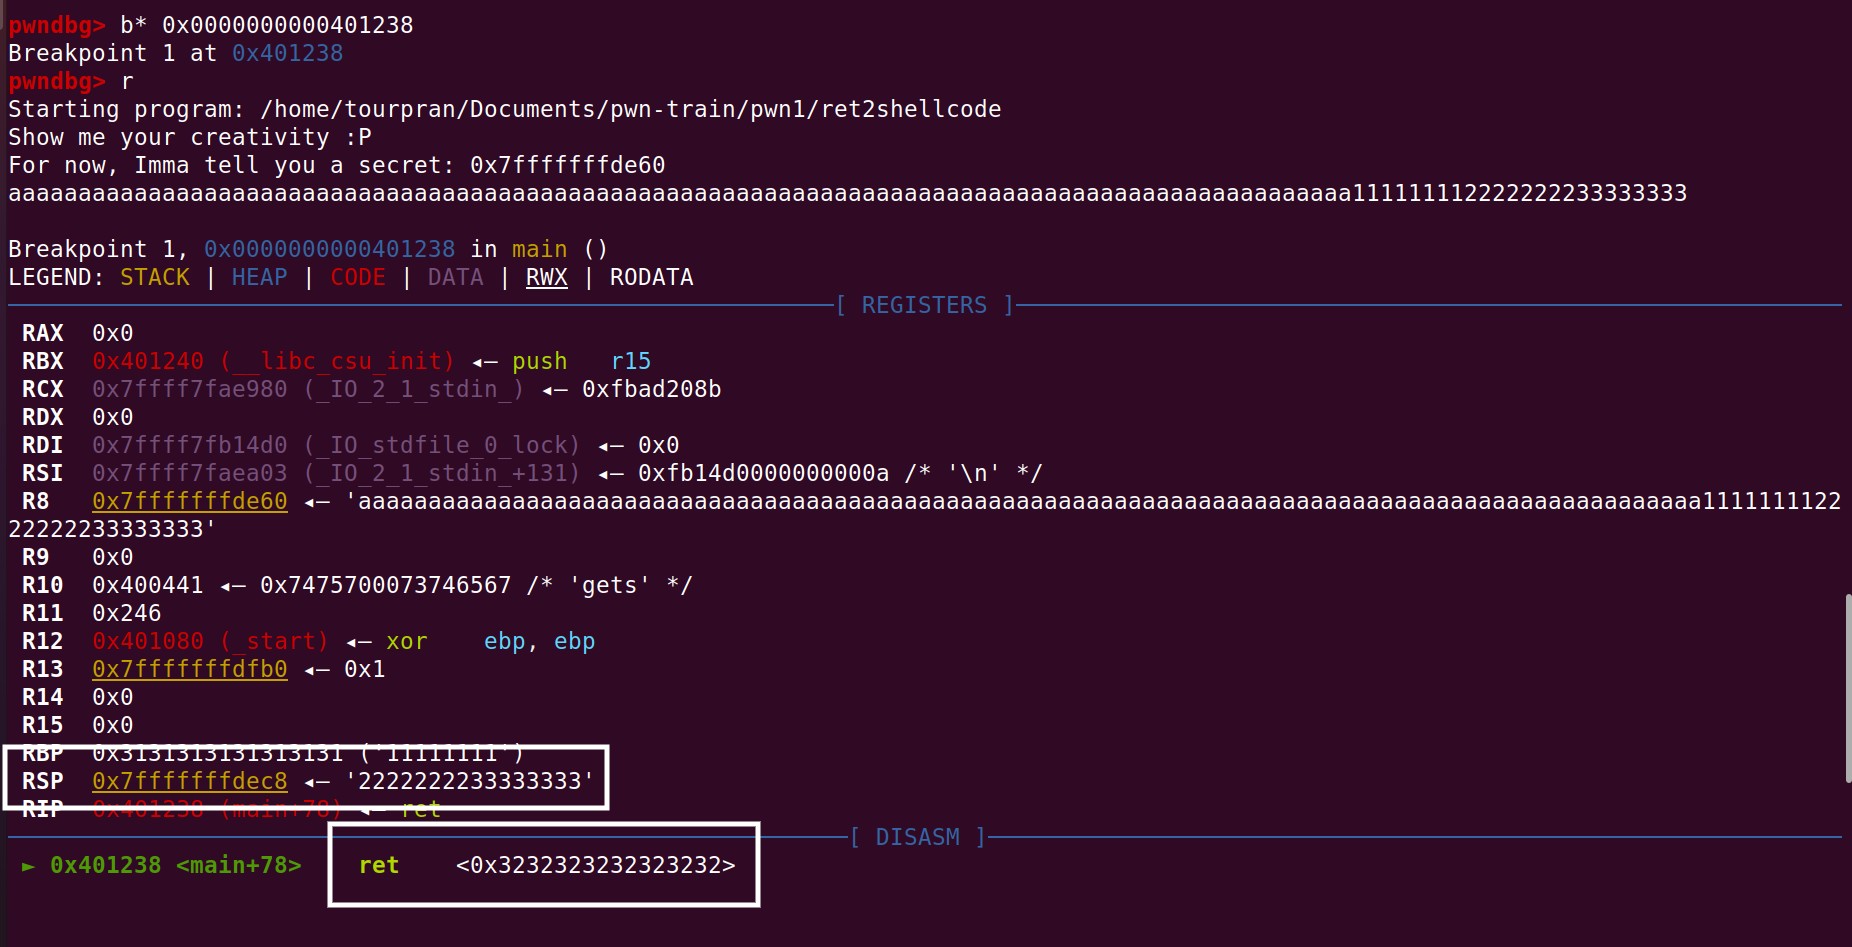 pwndbg> b* 0x0000000000401238
Breakpoint 1 at 0x401238
pwndbg> r
Starting program: /home/tourpran/Documents/pwn-train/pwn1/ret2shellcode
Show me your creativity :P
For now, Imma tell you a secret: 0x7fffffffde60
aaaaaaaaaaaaaaaaaaaaaaaaaaaaaaaaaaaaaaaaaaaaaaaaaaaaaaaaaaaaaaaaaaaaaaaaaaaaaaaaaaaaaaaaaaaaaaaa111111112222222233333333
Breakpoint 1, 0x0000000000401238 in main ()
LEGEND: STACK | HEAP | CODE | DATA | RWX | RODATA
[ REGISTERS ]
RAX  0x0
RBX  0x401240 (__libc_csu_init) ◂— push   r15
RCX  0x7ffff7fae980 (_IO_2_1_stdin_) ◂— 0xfbad208b
RDX  0x0
RDI  0x7ffff7fb14d0 (_IO_stdfile_0_lock) ◂— 0x0
RSI  0x7ffff7faea03 (_IO_2_1_stdin_+131) ◂— 0xfb14d0000000000a /* '\n' */
R8   0x7fffffffde60 ◂— 'aaaaaaaaaaaaaaaaaaaaaaaaaaaaaaaaaaaaaaaaaaaaaaaaaaaaaaaaaaaaaaaaaaaaaaaaaaaaaaaaaaaaaaaaaaaaaaaa1111111122
22222233333333'
R9   0x0
R10  0x400441 ◂— 0x7475700073746567 /* 'gets' */
R11  0x246
R12  0x401080 (_start) ◂— xor    ebp, ebp
R13  0x7fffffffdfb0 ◂— 0x1
R14  0x0
R15  0x0
RBP  0x3131313131313131 ('11111111')
RSP  0x7fffffffdec8 ◂— '2222222233333333'
RIP  0x401238 (main+78) ◂— ret
[ DISASM ]
► 0x401238 <main+78>    ret    <0x3232323232323232>